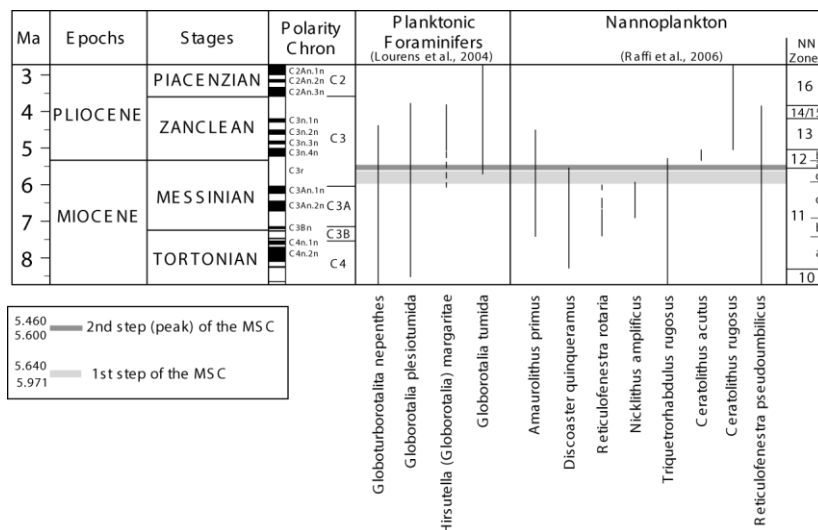 Ma
Epochs
Stages
Polarity
Chron
Planktonic
Foraminifers
(Lourens et al., 2004)
Nannoplankton
(Raffi et al., 2006)
NN
Zones
3
4
5
6
7
8
PLIOCENE
MIOCENE
PIACENZIAN
ZANCLEAN
MESSINIAN
TORTONIAN
C2An.1n
C2An.2n
C2An.3n
C3n.1n
C3n.2n
C3n.3n
C3n.4n
C3r
C3An.1n
C3An.2n
C3Bn
C4n.1n
C4n.2n
C2
C3
C3A
C3B
C4
16
14/15
13
12
11
10
5.460
5.600
2nd step (peak) of the MSC
5.640
5.971
1st step of the MSC
Globoturborotalita nepenthes
Globorotalia plesiotumida
Hirsutella (Globorotalia) margaritae
Globorotalia tumida
Amaurolithus primus
Discoaster quinqueramus
Reticulofenestra rotaria
Nicklithus amplificus
Triquetrorhabdulus rugosus
Ceratolithus acutus
Ceratolithus rugosus
Reticulofenestra pseudoumbilicus